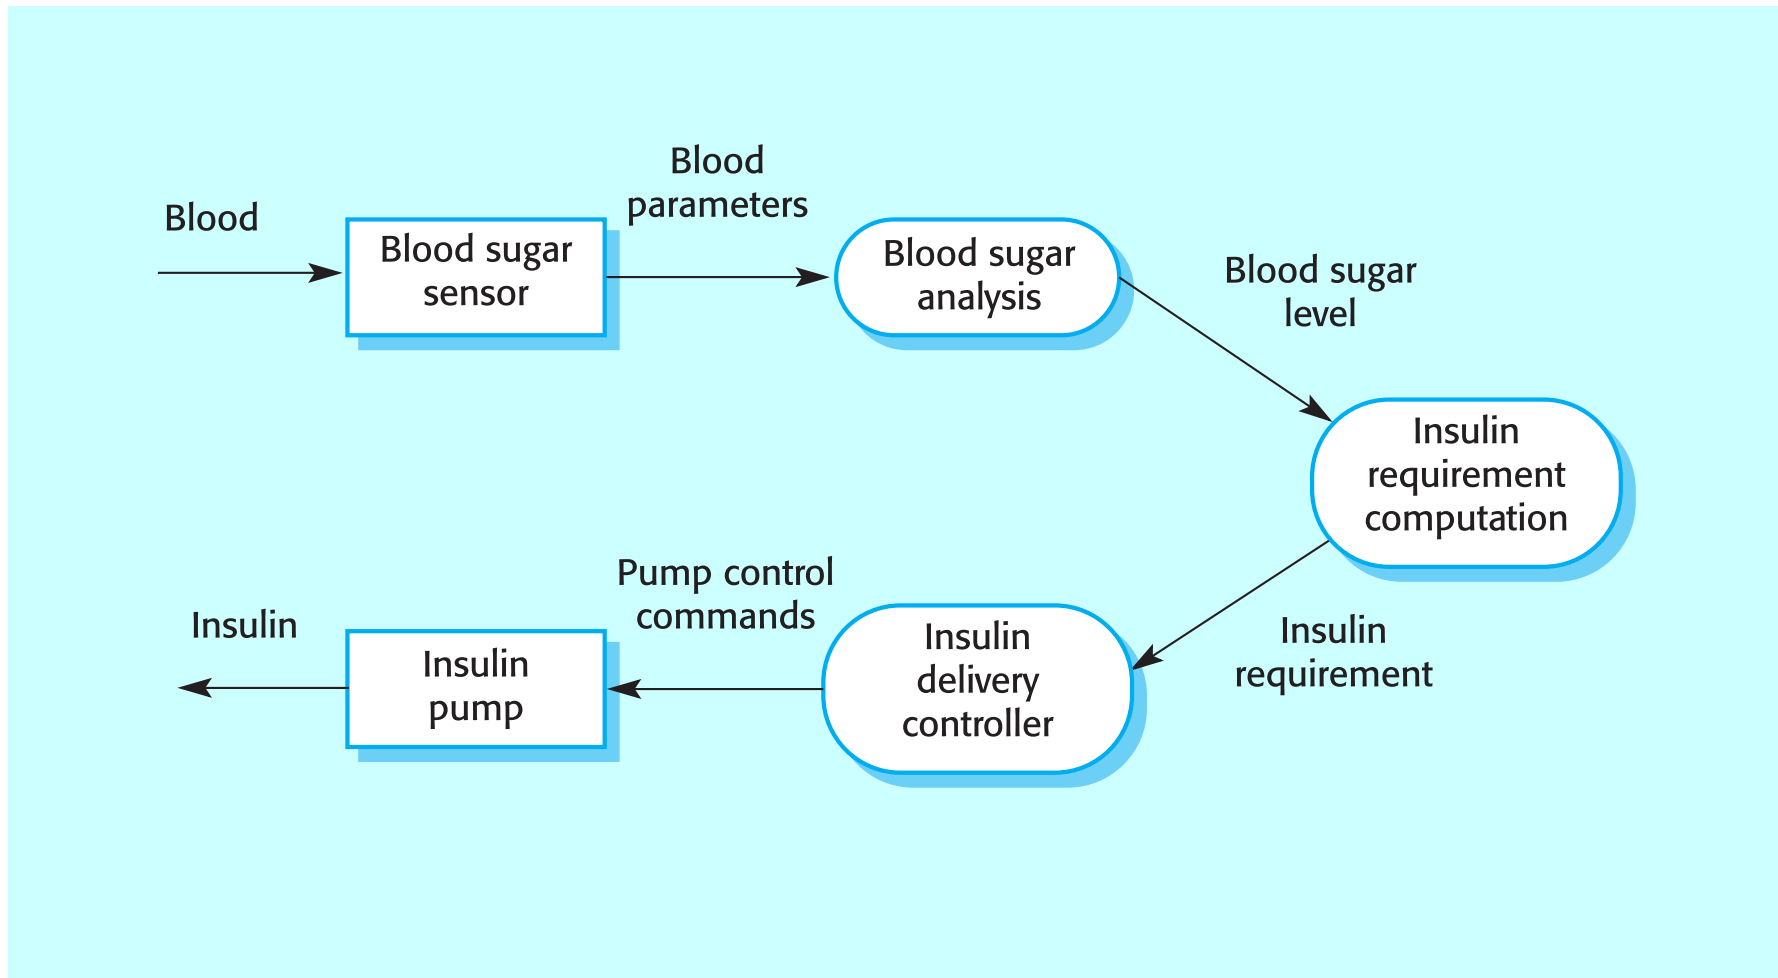 Blood
Blood sugar
sensor
Blood
parameters
Blood sugar
analysis
Blood sugar
level
Insulin
requirement
computation
Insulin
requirement
Insulin
delivery
controller
Pump control
commands
Insulin
pump
Insulin